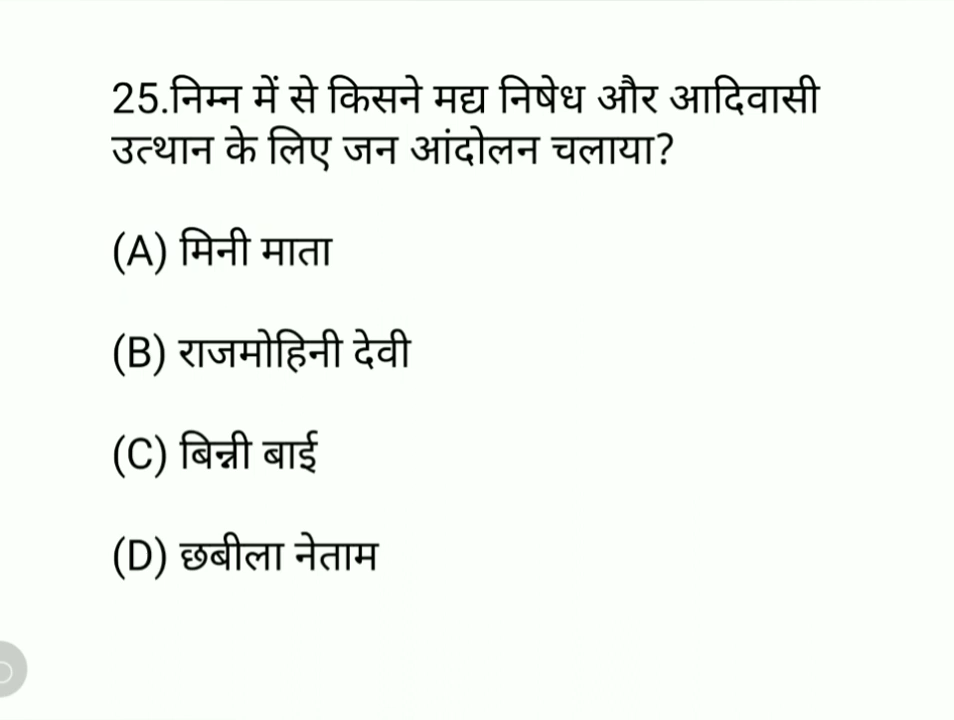 25.निम्न में से किसने मद्य निषेध और आदिवासी
उत्थान के लिए जन आंदोलन चलाया?
(A) मिनी माता
(B) राजमोहिनी देवी
(C) बिन्नी बाई
(D) छबीला नेताम